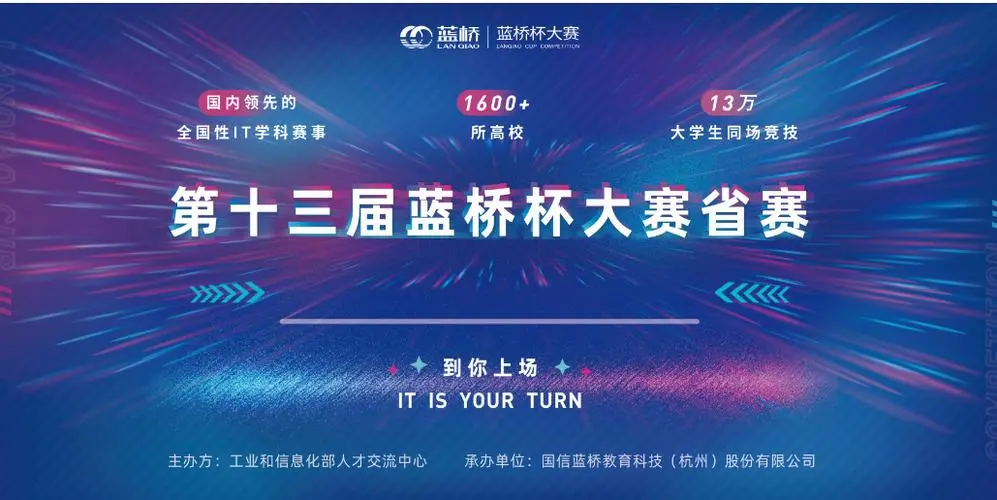 蓝桥 蓝桥杯大赛
LAN QIAO LANQIAO CUP COMPETITION
国内领先的 1600+ 13万
全国性IT学科赛事 所高校 大学生同场竞技
第十三届蓝桥杯大赛省赛
到你上场
IT IS YOUR TURN
主办方：工业和信息化部人才交流中心 承办单位：国信蓝桥教育科技（杭州）股份有限公司
COMPETITION